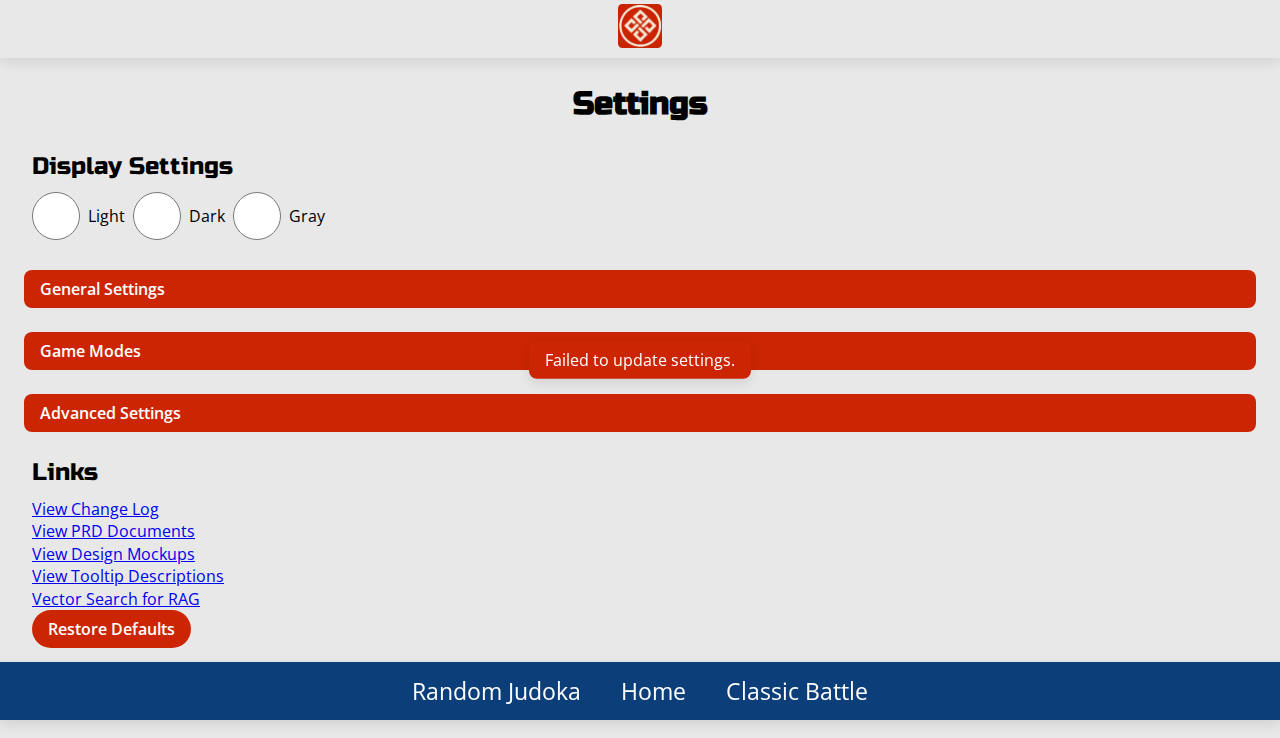 Settings
Display Settings
Light Dark Gray
General Settings
Game Modes
Failed to update settings.
Advanced Settings
Links
View Change Log
View PRD Documents
View Design Mockups
View Tooltip Descriptions
Vector Search for RAG
Restore Defaults
Random Judoka Home Classic Battle